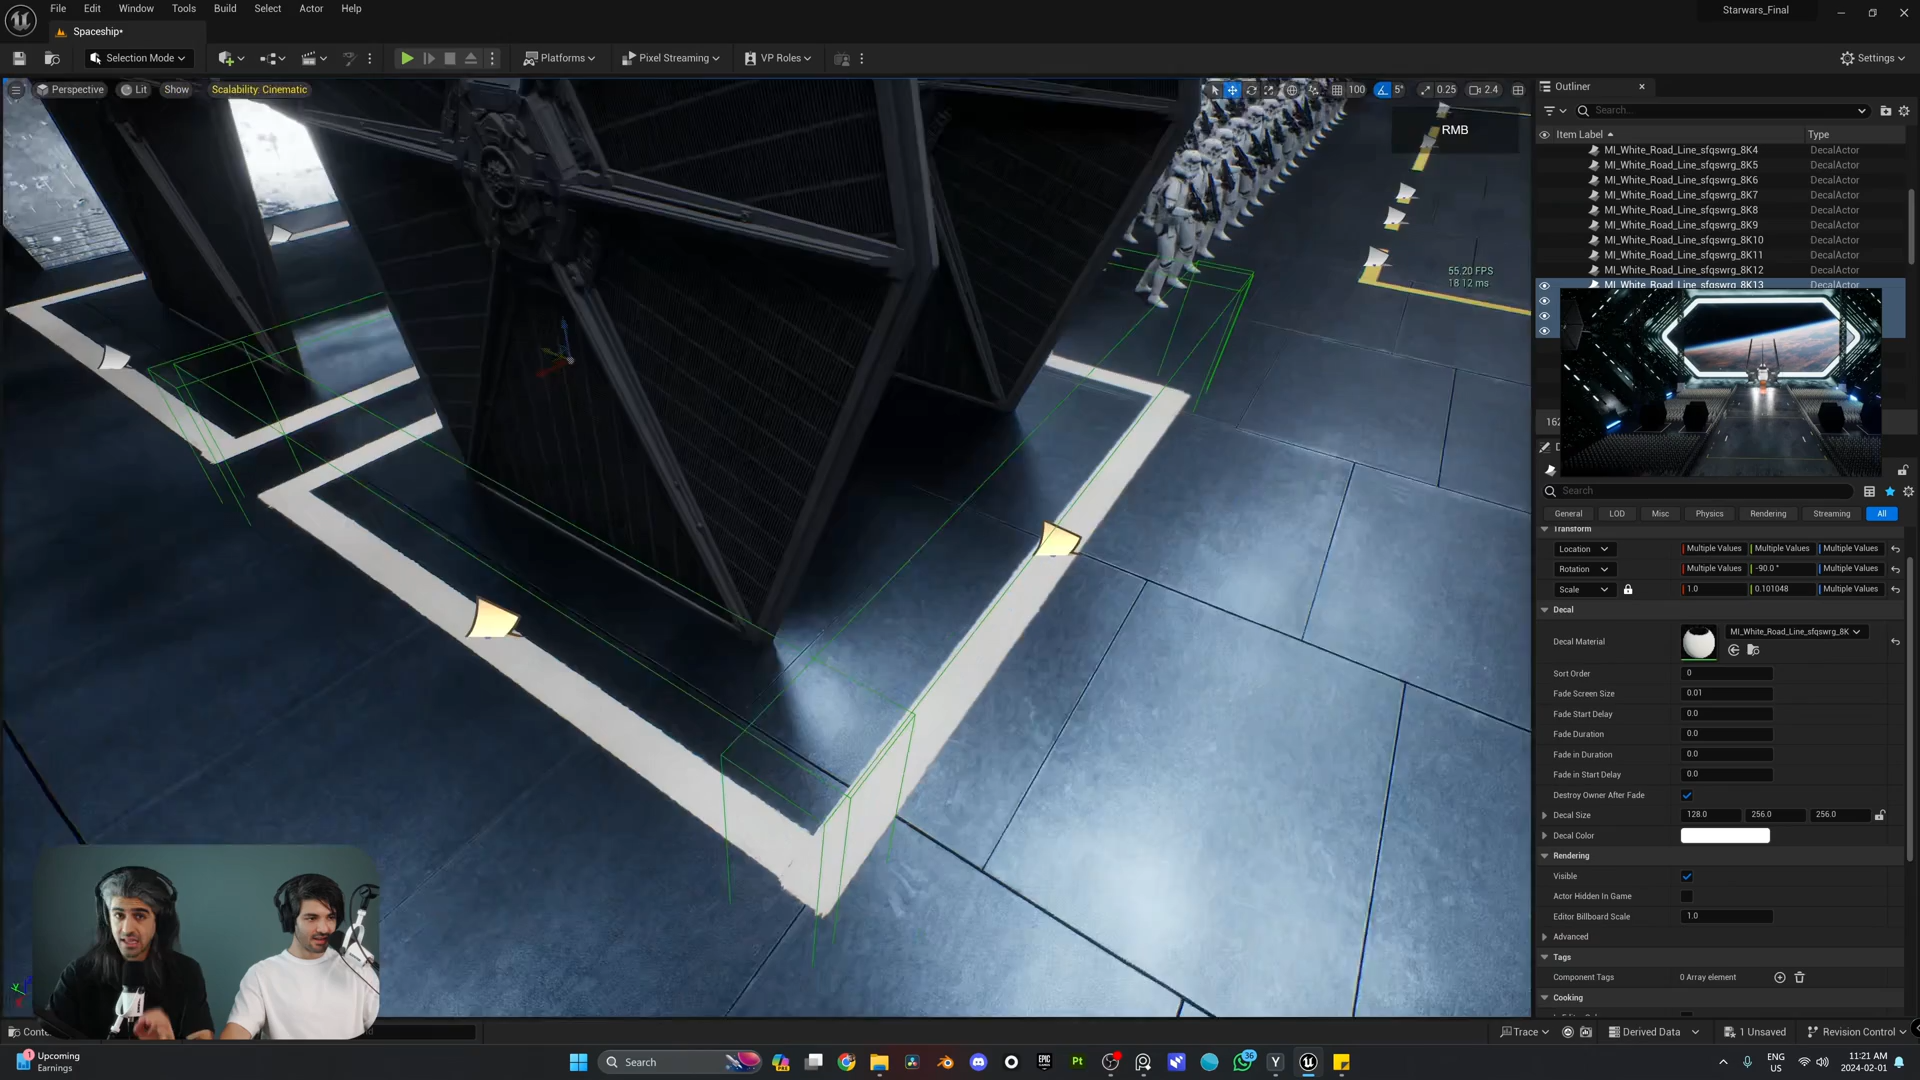 File Edit Window Tools Build Select Actor Help
Starwars_Final
Spaceship*
Selection Mode
Platforms
Pixel Streaming
VP Roles
Settings
Perspective
Lit
Show
Scalability: Cinematic
100
5°
0.25
2.4
RMB
55.20 FPS
18.12 ms
Outliner
Search...
Item Label
Type
MI_White_Road_Line_sfqswrg_8K4 DecalActor
MI_White_Road_Line_sfqswrg_8K5 DecalActor
MI_White_Road_Line_sfqswrg_8K6 DecalActor
MI_White_Road_Line_sfqswrg_8K7 DecalActor
MI_White_Road_Line_sfqswrg_8K8 DecalActor
MI_White_Road_Line_sfqswrg_8K9 DecalActor
MI_White_Road_Line_sfqswrg_8K10 DecalActor
MI_White_Road_Line_sfqswrg_8K11 DecalActor
MI_White_Road_Line_sfqswrg_8K12 DecalActor
MI_White_Road_Line_sfqswrg_8K13
162
D
Search
General LOD Misc Physics Rendering Streaming All
Transform
Location Multiple Values Multiple Values Multiple Values
Rotation Multiple Values -90.0 ° Multiple Values
Scale 1.0 0.101048 Multiple Values
Decal
Decal Material MI_White_Road_Line_sfqswrg_8K
Sort Order 0
Fade Screen Size 0.01
Fade Start Delay 0.0
Fade Duration 0.0
Fade in Duration 0.0
Fade in Start Delay 0.0
Destroy Owner After Fade
Decal Size 128.0 256.0 256.0
Decal Color
Rendering
Visible
Actor Hidden In Game
Editor Billboard Scale 1.0
Advanced
Tags
Component Tags 0 Array element
Cooking
Conte
Trace
Derived Data
1 Unsaved
Revision Control
1
Upcoming
Earnings
Search
PRE
EPIC
GAMES
Pt
36
Y
ENG
US
11:21 AM
2024-02-01